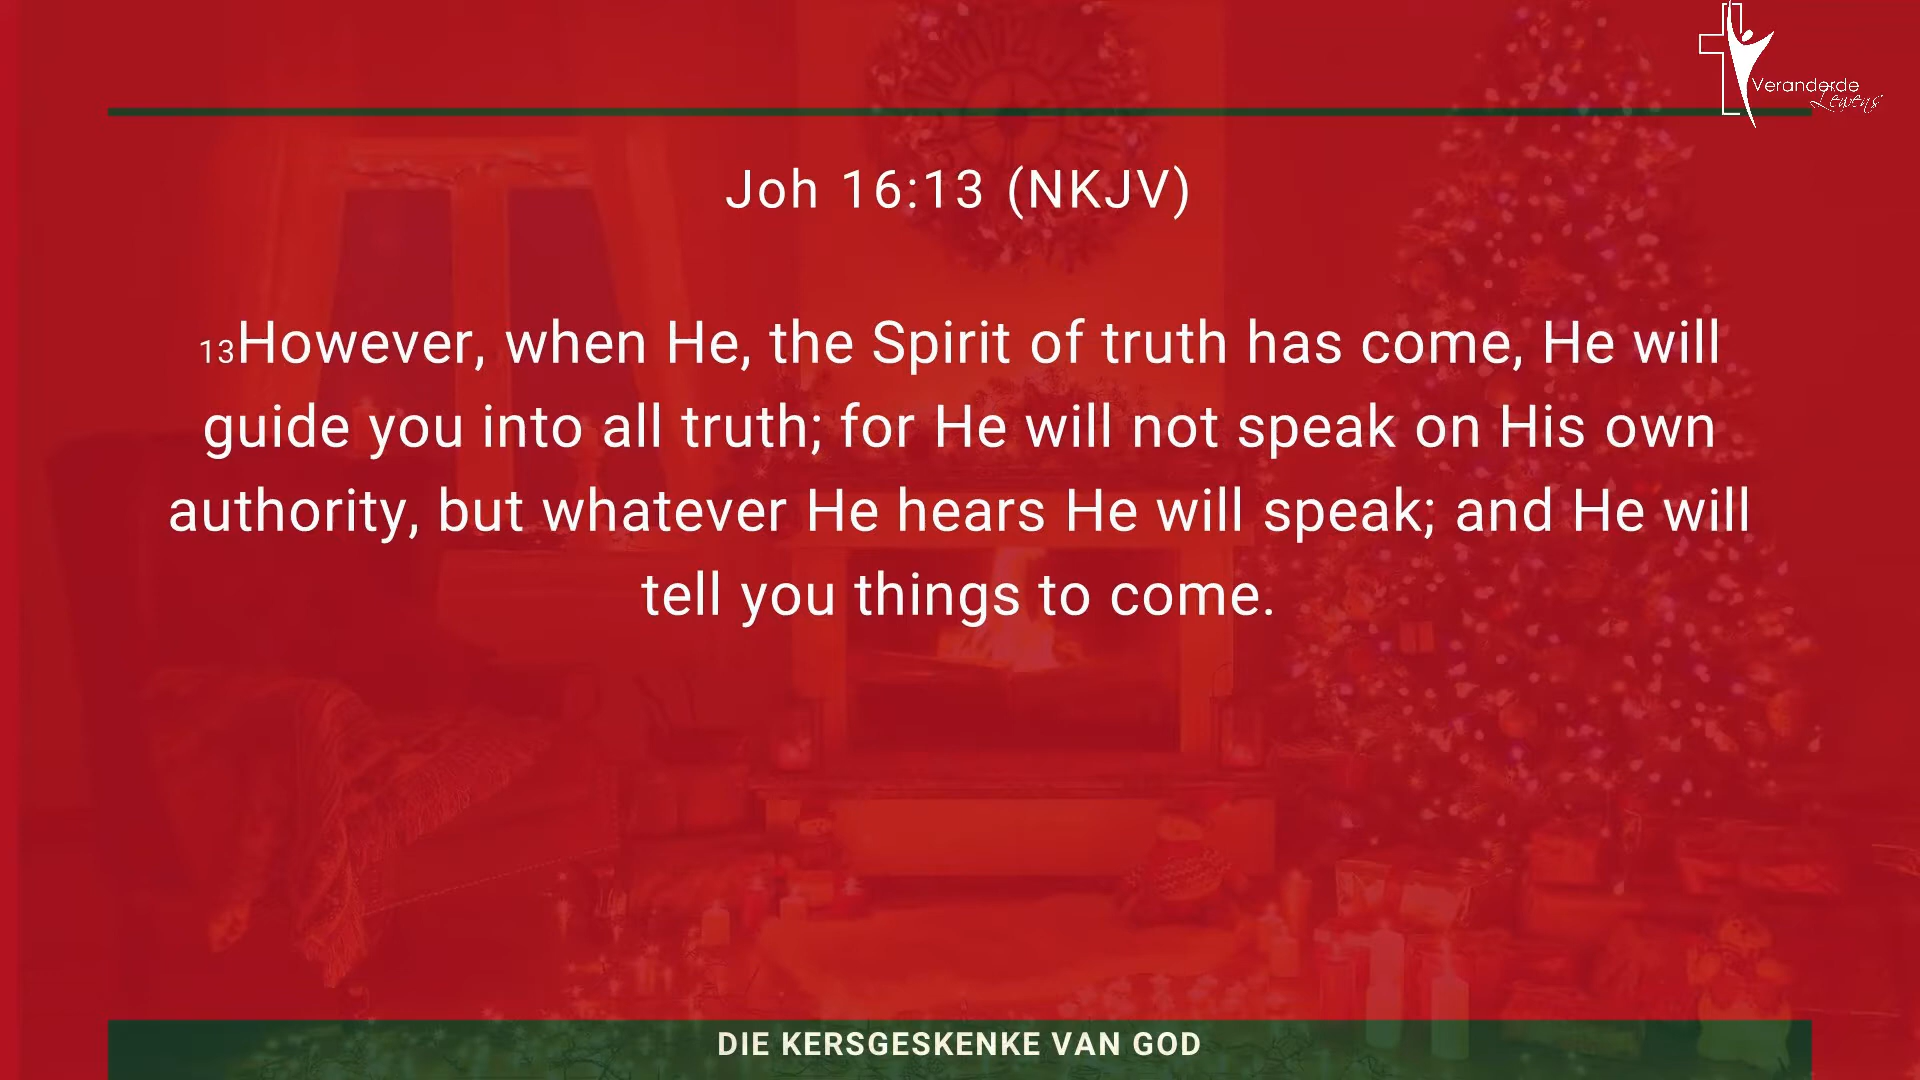 Veranderde
Lewens
Joh 16:13 (NKJV)
13However, when He, the Spirit of truth has come, He will
guide you into all truth; for He will not speak on His own
authority, but whatever He hears He will speak; and He will
tell you things to come.
DIE KERSGESKENKE VAN GOD